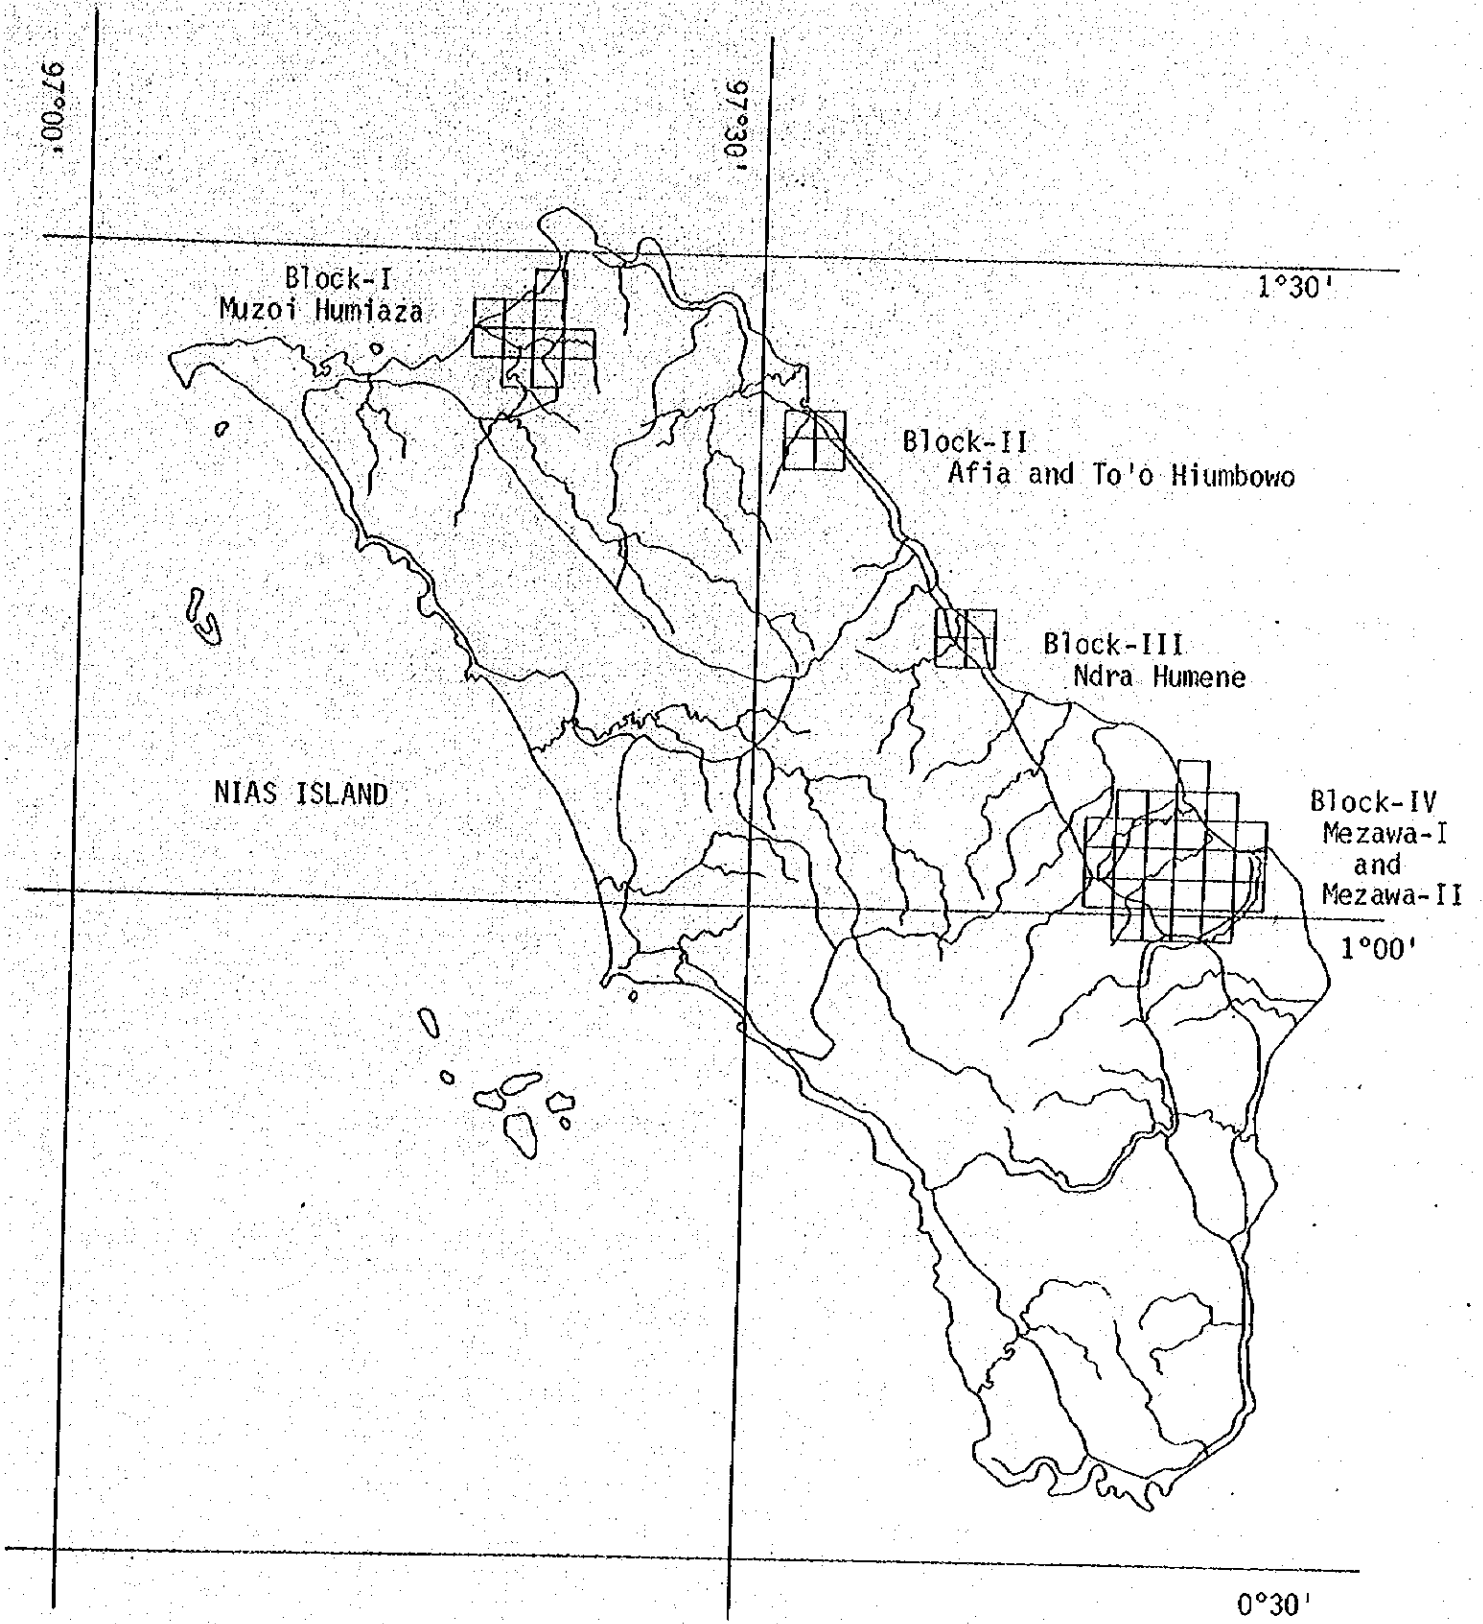 97°00'
97°30'
1°30'
Block-I
Muzoi Humiaza
Block-II
Afia and To'o Hiumbowo
Block-III
Ndra Humene
NIAS ISLAND
Block-IV
Mezawa-I
and
Mezawa-II
1°00'
0°30'